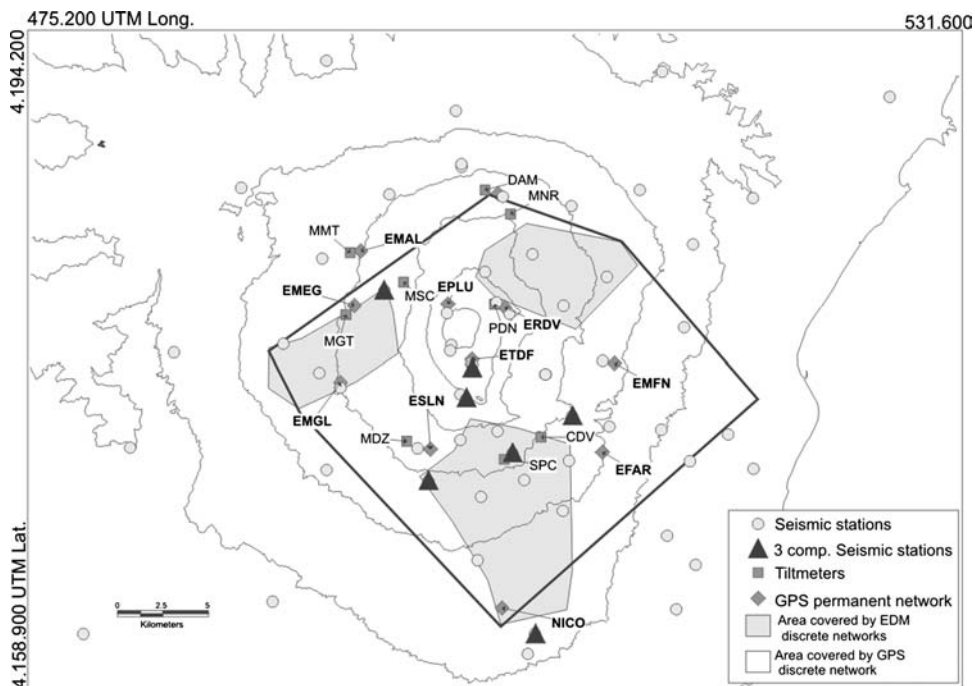 475.200 UTM Long.
531.600
4.194.200
DAM
MNR
MMT
EMAL
EMEG
MSC
EPLU
PDN
ERDV
MGT
ETDF
EMFN
EMGL
ESLN
MDZ
CDV
SPC
EFAR
4.158.900 UTM Lat.
NICO
0 2.5 5
Kilometers
Seismic stations
3 comp. Seismic stations
Tiltmeters
GPS permanent network
Area covered by EDM
discrete networks
Area covered by GPS
discrete network